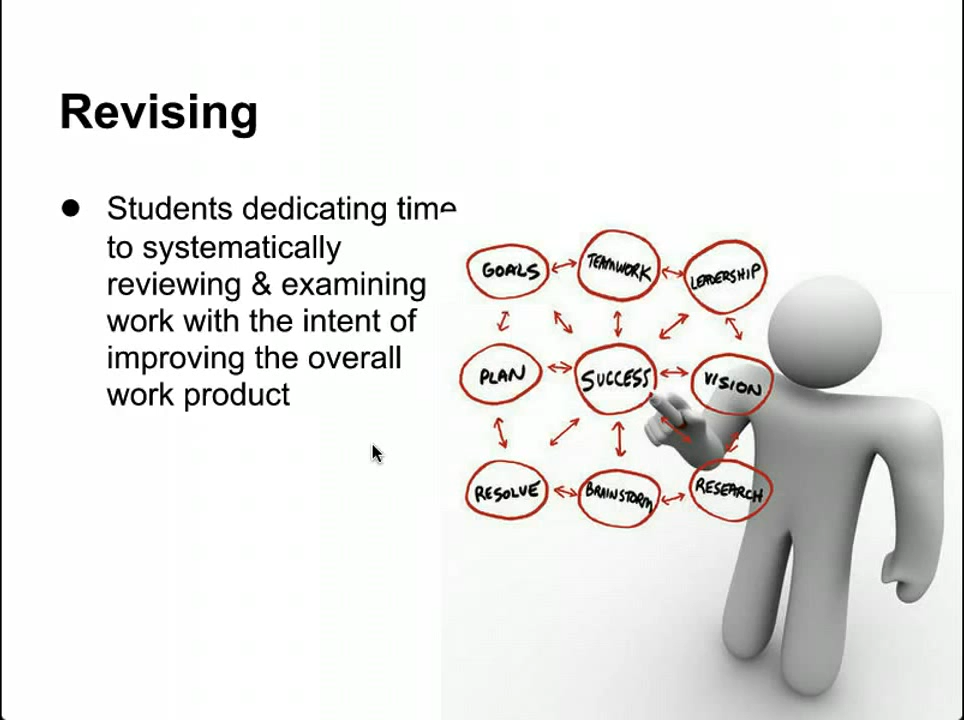 Revising
● Students dedicating time
to systematically
reviewing & examining
work with the intent of
improving the overall
work product
GOALS TEAMWORK LEADERSHIP
PLAN SUCCESS VISION
RESOLVE BRAINSTORM RESEARCH